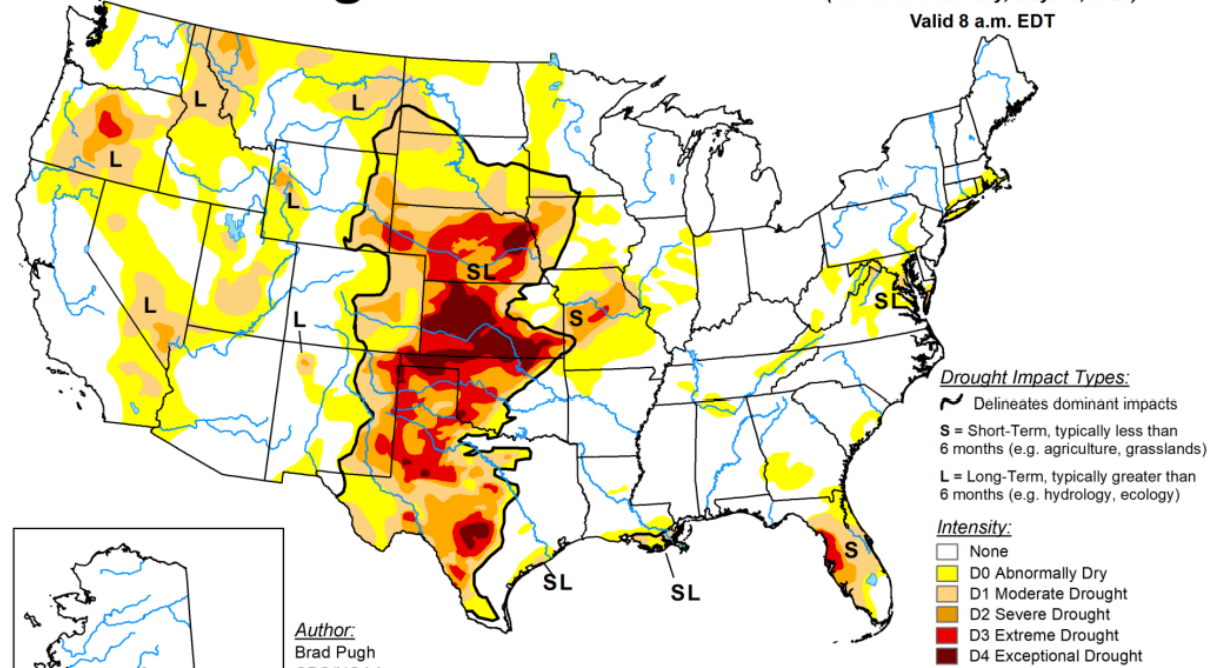 Valid 8 a.m. EDT
L
L
L
L
L
L
SL
S
SL
S
SL
SL
Drought Impact Types:
Delineates dominant impacts
S = Short-Term, typically less than
6 months (e.g. agriculture, grasslands)
L = Long-Term, typically greater than
6 months (e.g. hydrology, ecology)
Intensity:
None
D0 Abnormally Dry
D1 Moderate Drought
D2 Severe Drought
D3 Extreme Drought
D4 Exceptional Drought
Author:
Brad Pugh